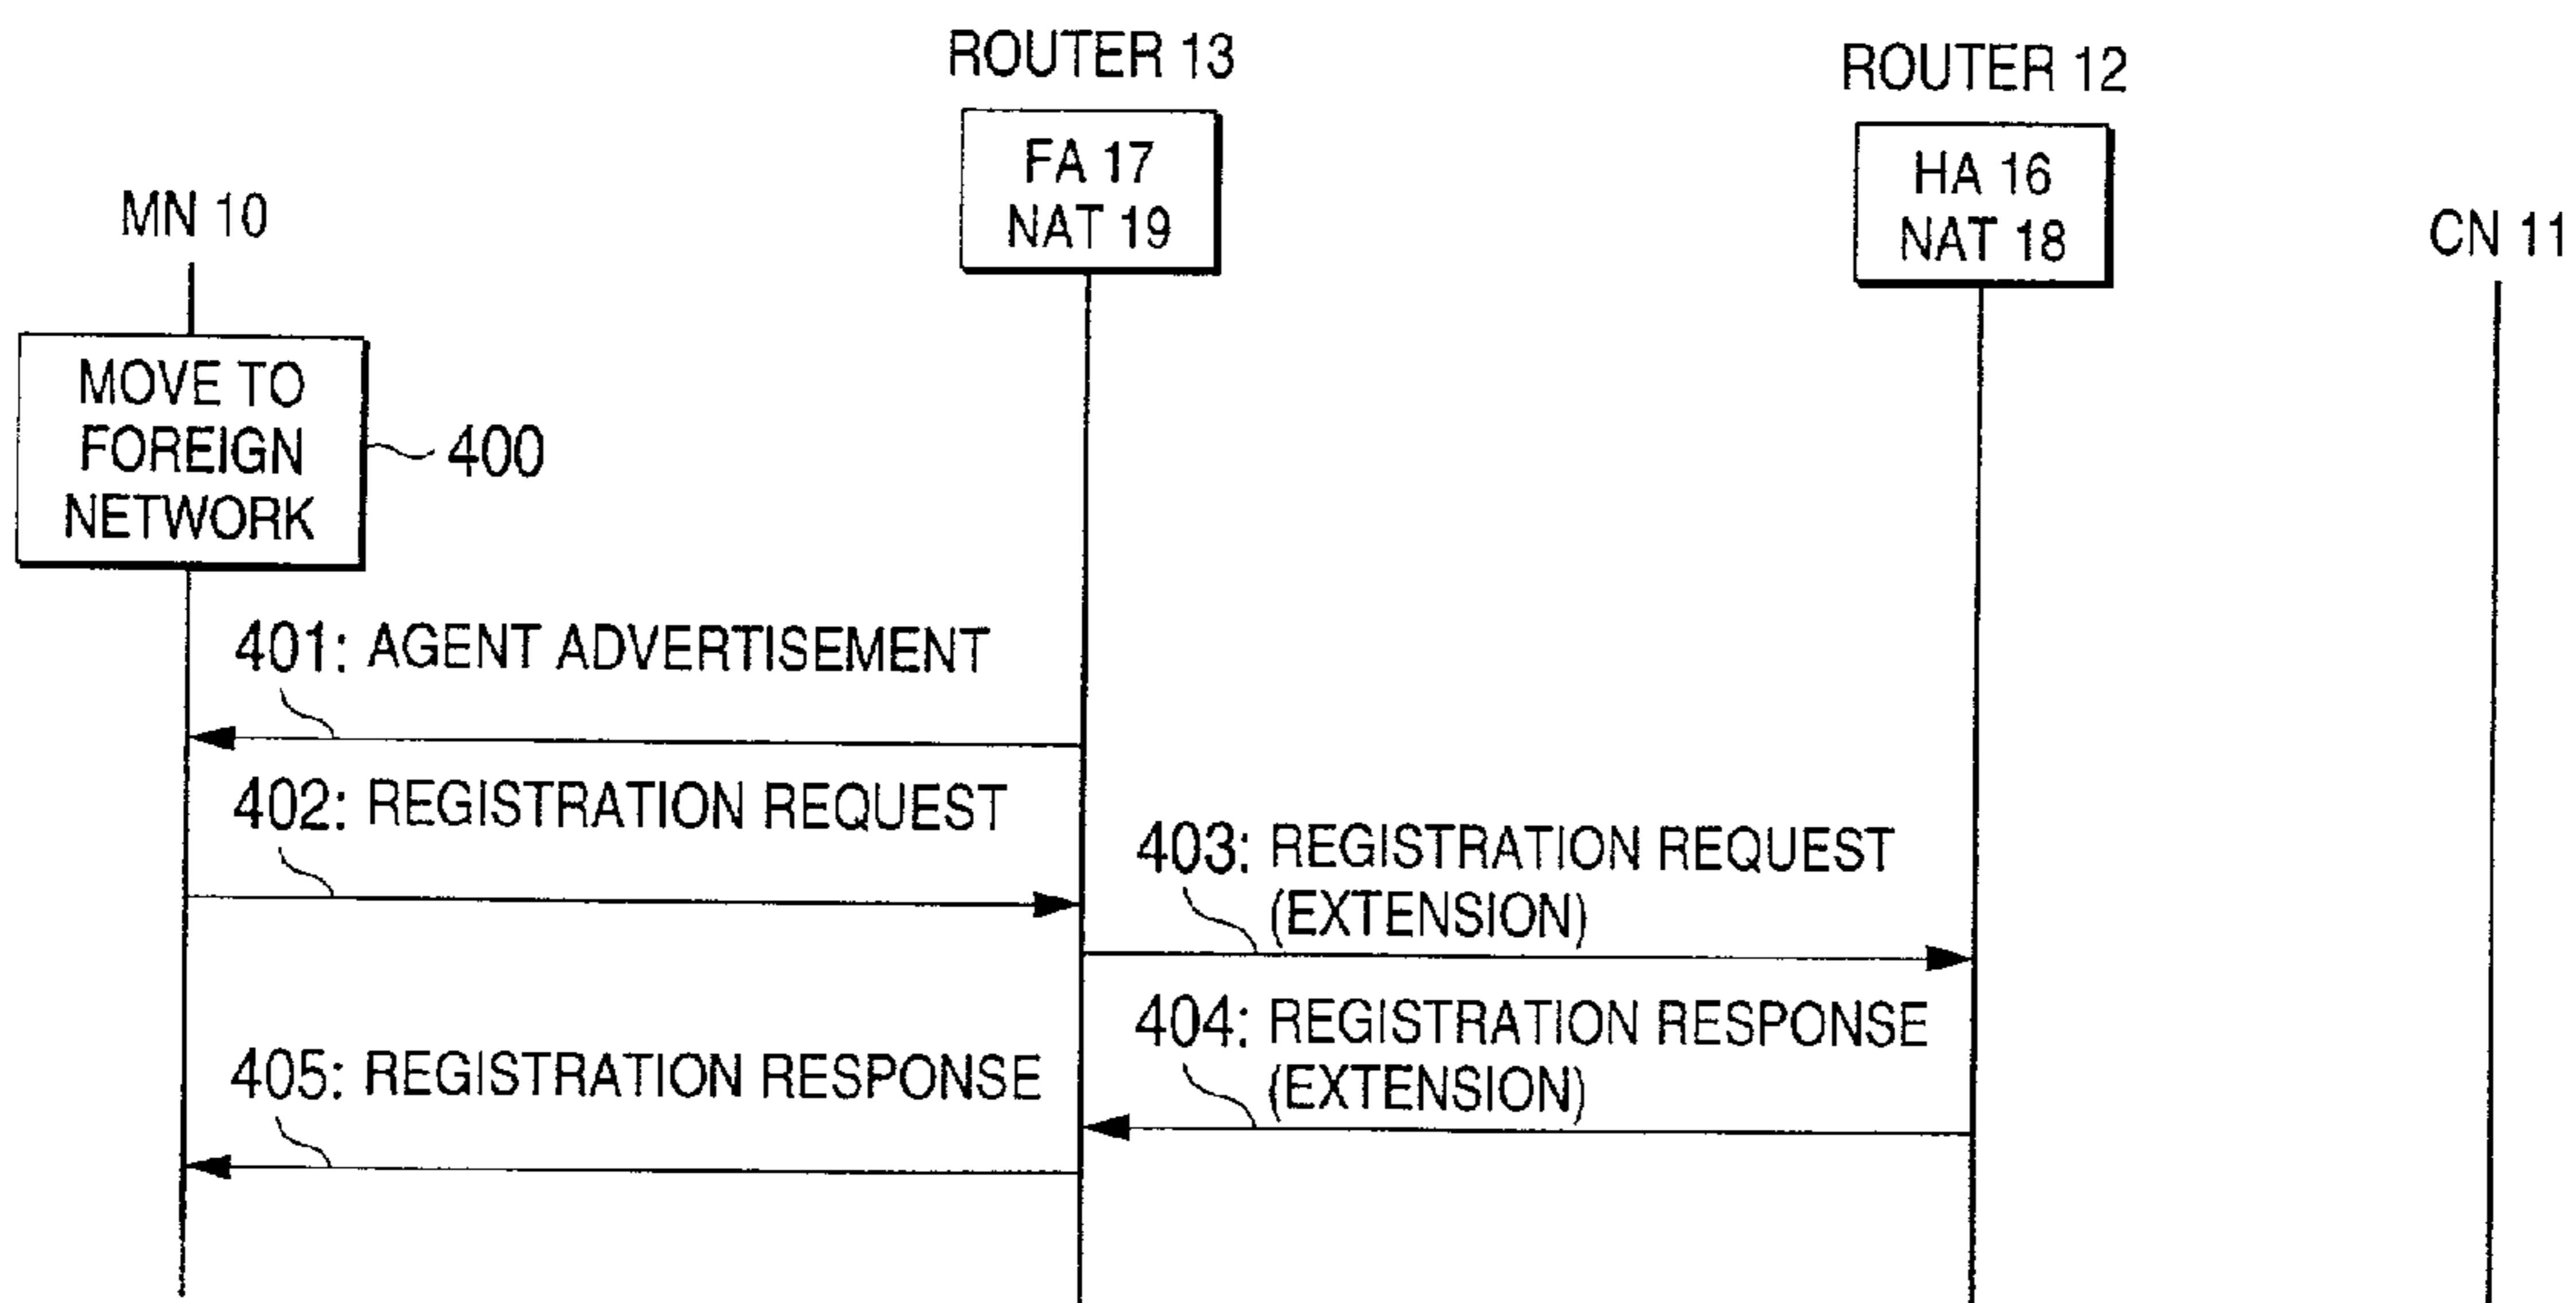 ROUTER 13
ROUTER 12
FA 17
NAT 19
HA 16
NAT 18
MN 10
CN 11
MOVE TO
FOREIGN
NETWORK
400
401: AGENT ADVERTISEMENT
402: REGISTRATION REQUEST
403: REGISTRATION REQUEST
(EXTENSION)
404: REGISTRATION RESPONSE
(EXTENSION)
405: REGISTRATION RESPONSE